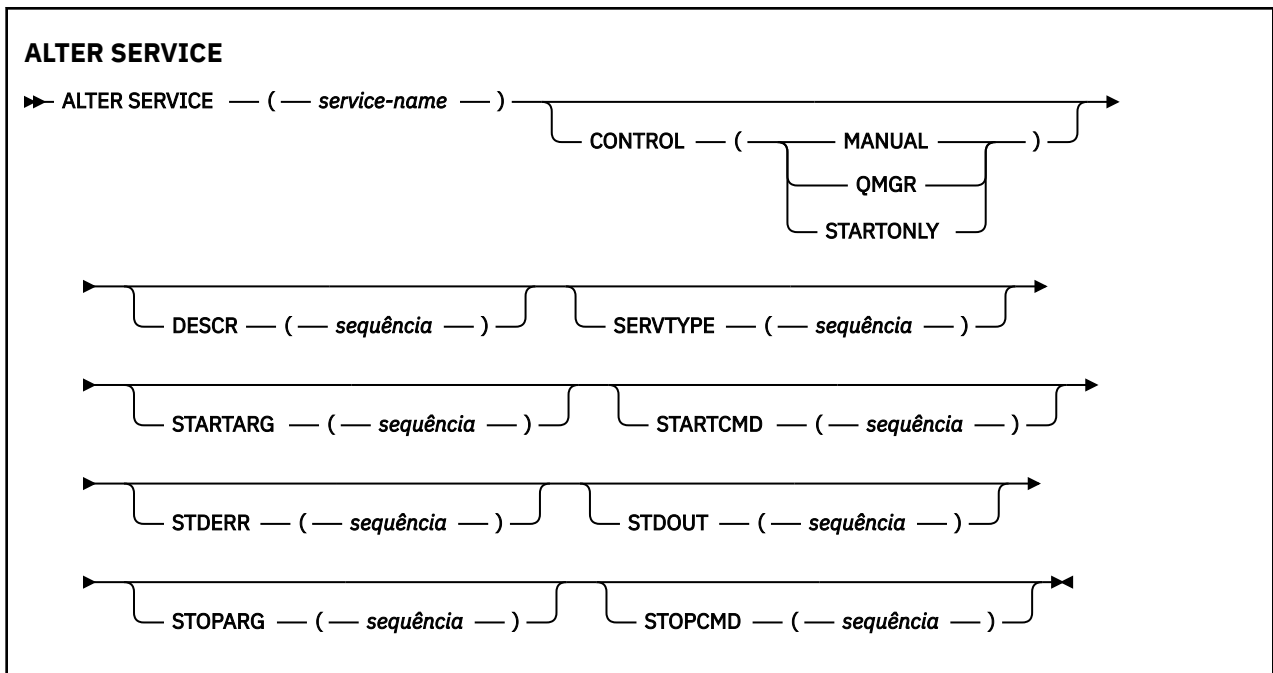 ALTER SERVICE
ALTER SERVICE ( service-name )
CONTROL ( MANUAL )
QMGR
STARTONLY
DESCR ( sequência ) SERVTYPE ( sequência )
STARTARG ( sequência ) STARTCMD ( sequência )
STDERR ( sequência ) STDOUT ( sequência )
STOPARG ( sequência ) STOPCMD ( sequência )